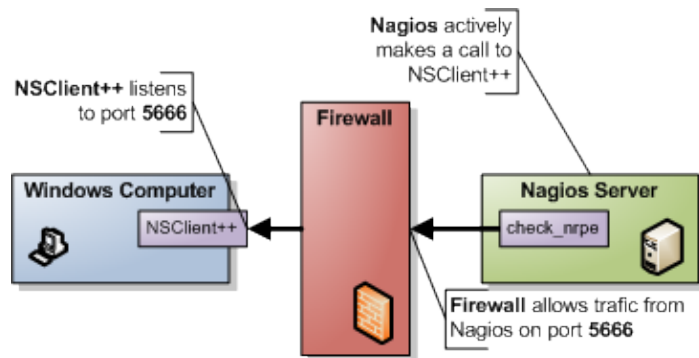 Nagios actively
makes a call to
NSClient++
NSClient++ listens
to port 5666
Firewall
Windows Computer
NSClient++
Nagios Server
check_nrpe
Firewall allows trafic from
Nagios on port 5666